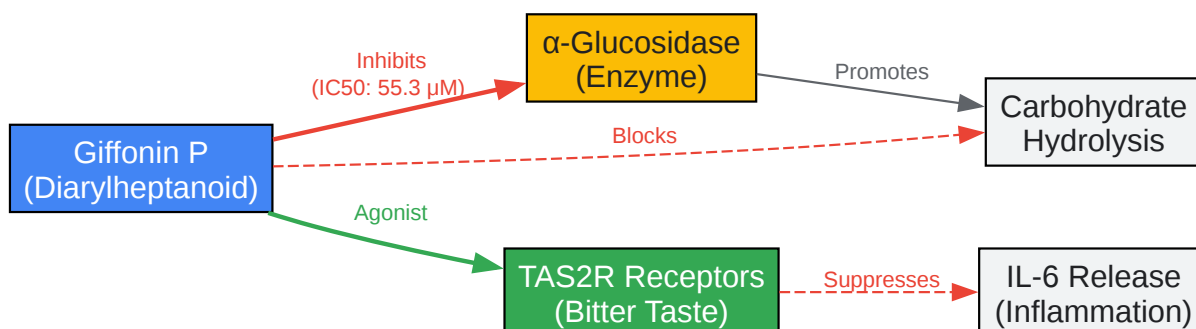 α-Glucosidase
(Enzyme)
Inhibits
(IC50: 55.3 μM)
Promotes
Carbohydrate
Hydrolysis
Blocks
Giffonin P
(Diarylheptanoid)
Agonist
TAS2R Receptors
(Bitter Taste)
Suppresses
IL-6 Release
(Inflammation)